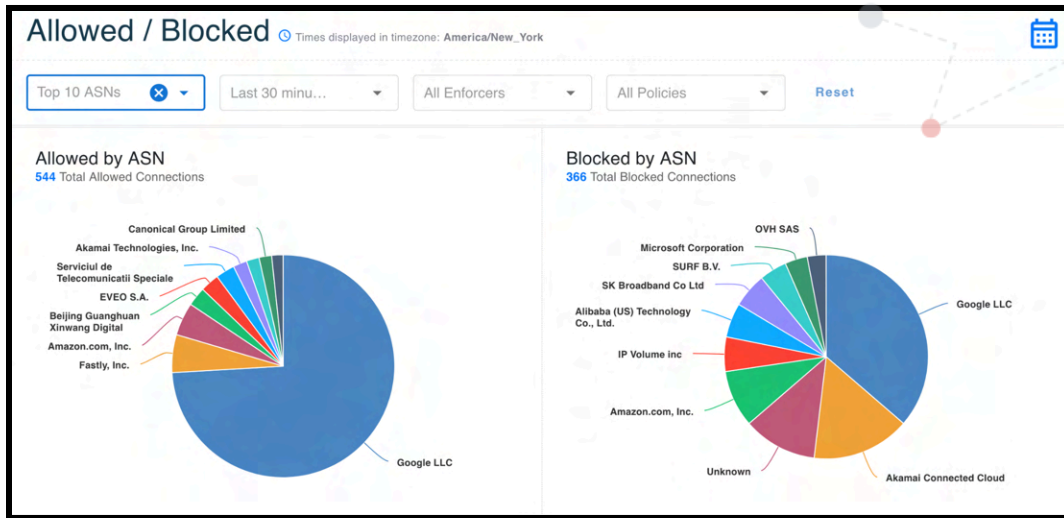 Allowed / Blocked Times displayed in timezone: America/New_York
Top 10 ASNs
Last 30 minu...
All Enforcers
All Policies
Reset
Allowed by ASN
544 Total Allowed Connections
Canonical Group Limited
Akamai Technologies, Inc.
Serviciul de
Telecomunicatii Speciale
EVEO S.A.
Beijing Guanghuan
Xinwang Digital
Amazon.com, Inc.
Fastly, Inc.
Google LLC
Blocked by ASN
366 Total Blocked Connections
OVH SAS
Microsoft Corporation
SURF B.V.
SK Broadband Co Ltd
Alibaba (US) Technology
Co., Ltd.
IP Volume inc
Amazon.com, Inc.
Unknown
Akamai Connected Cloud
Google LLC